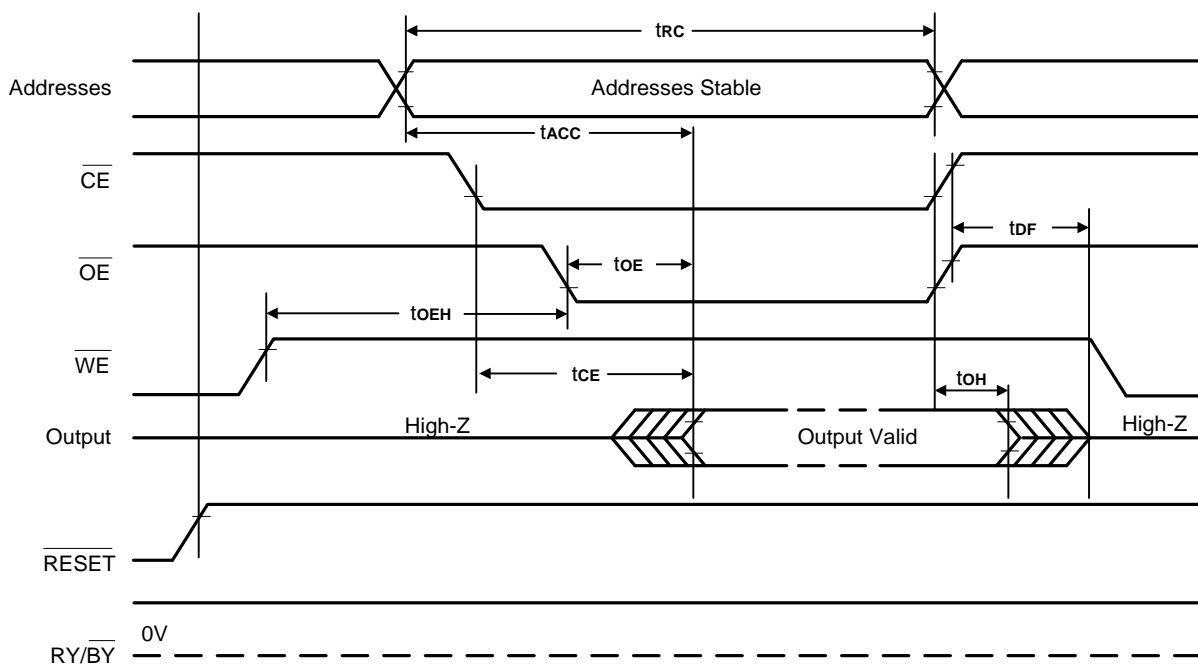 tRC
Addresses
Addresses Stable
tACC
CE
tDF
OE
tOE
tOEH
WE
tCE
tOH
Output
High-Z
Output Valid
High-Z
RESET
0V
RY/BY